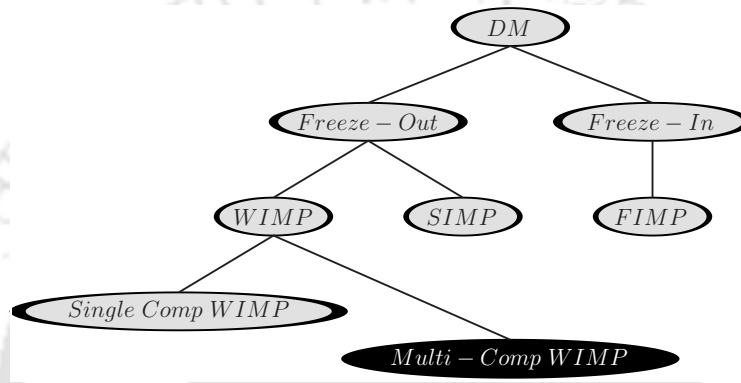 DM
Freeze − Out
Freeze − In
WIMP
SIMP
FIMP
Single Comp WIMP
Multi − Comp WIMP